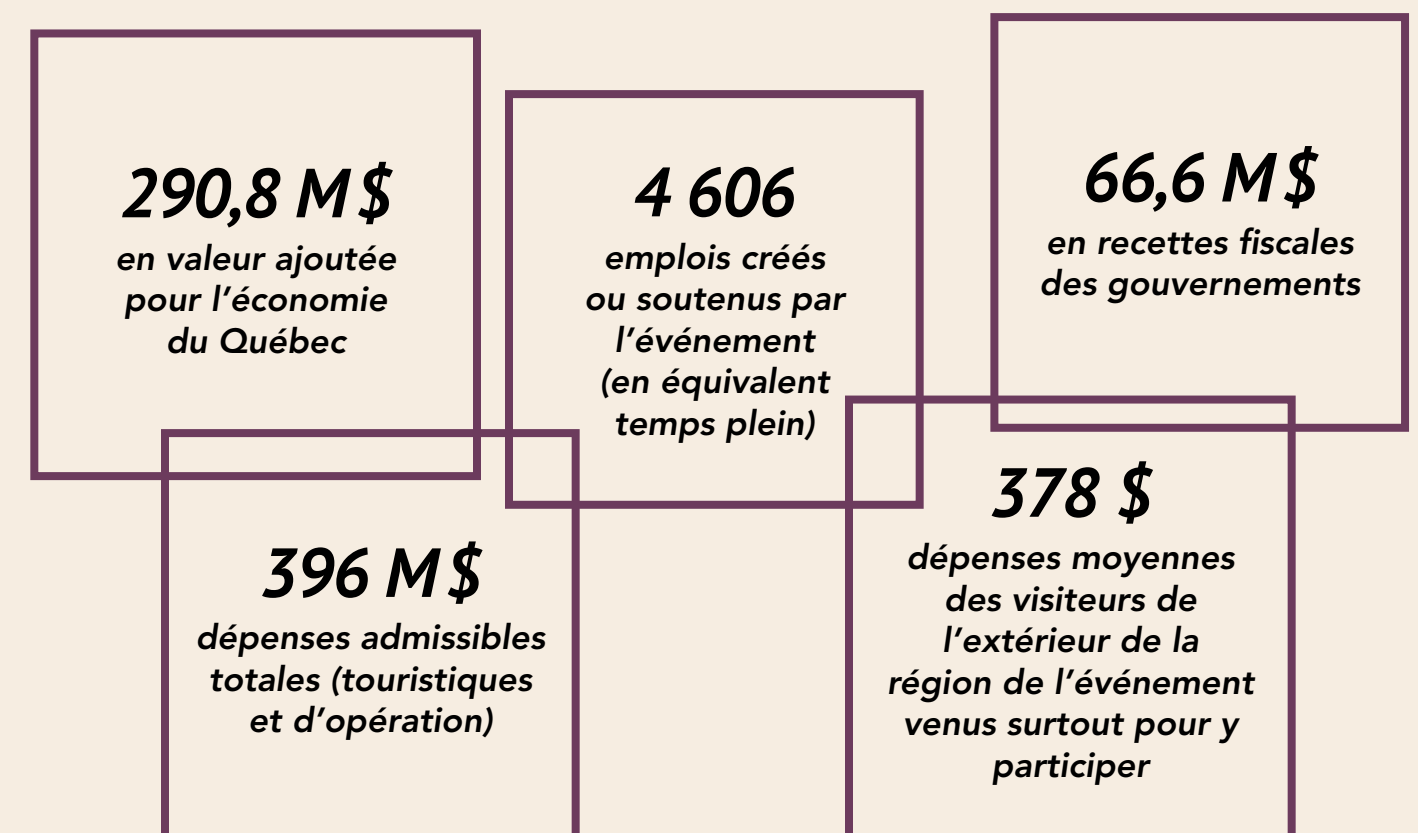 290,8 M$
en valeur ajoutée
pour l’économie
du Québec
4 606
emplois créés
ou soutenus par
l’événement
(en équivalent
temps plein)
66,6 M$
en recettes fiscales
des gouvernements
396 M$
dépenses admissibles
totales (touristiques
et d’opération)
378 $
dépenses moyennes
des visiteurs de
l’extérieur de la
région de l’événement
venus surtout pour y
participer